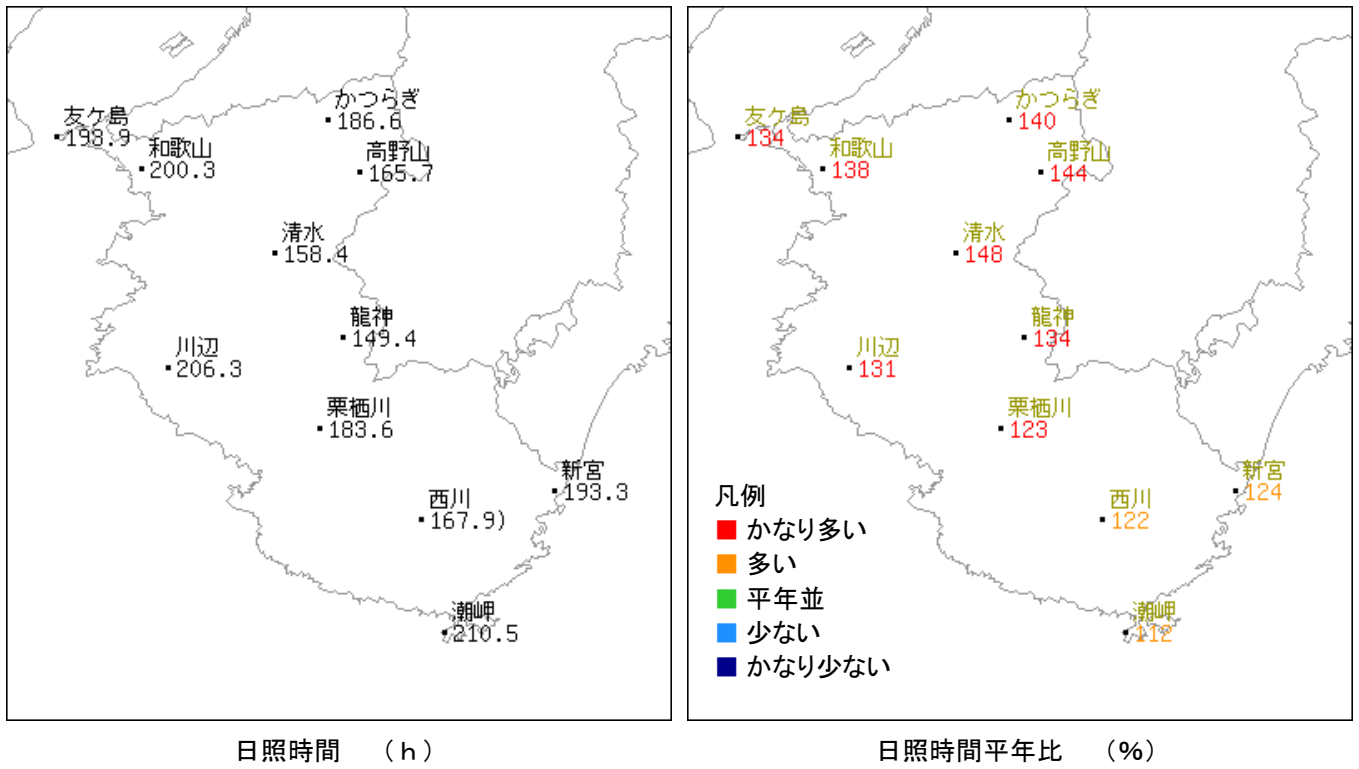 友ケ島
198.9
和歌山
200.3
かつらぎ
186.6
高野山
165.7
清水
158.4
龍神
149.4
川辺
206.3
栗栖川
183.6
新宮
193.3
西川
167.9)
潮岬
210.5
日照時間 (h)
友ケ島
134
和歌山
138
かつらぎ
140
高野山
144
清水
148
龍神
134
川辺
131
栗栖川
123
新宮
124
西川
122
潮岬
112
凡例
かなり多い
多い
平年並
少ない
かなり少ない
日照時間平年比 (%)